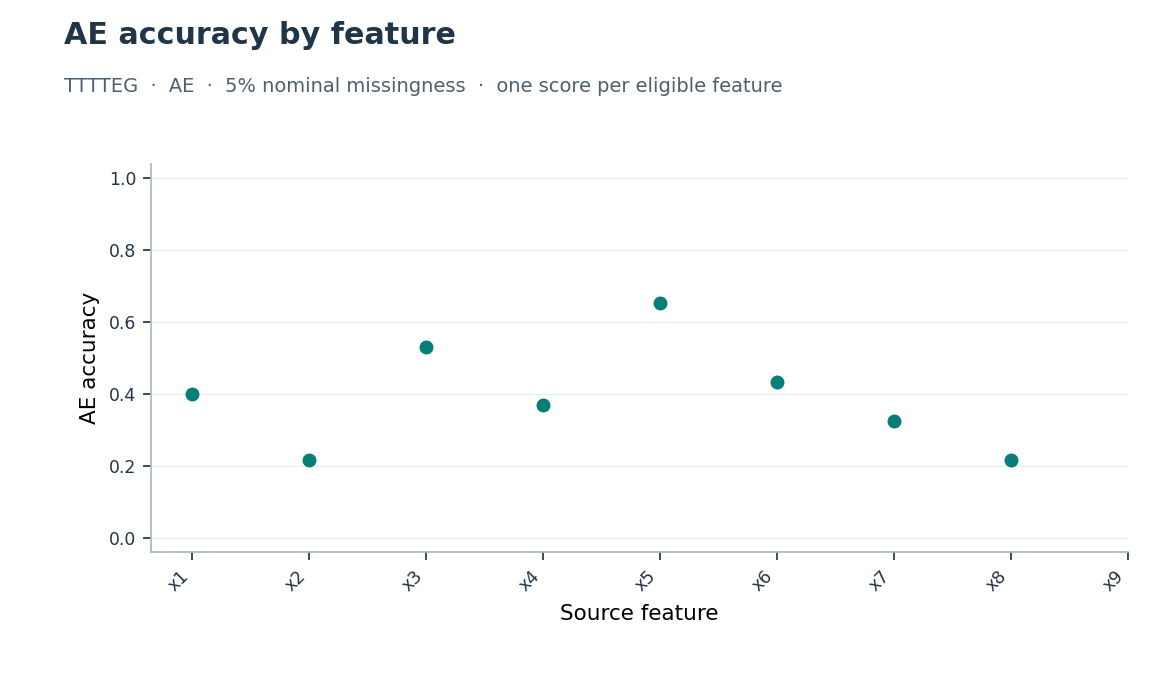 AE accuracy by feature
TTTTEG · AE · 5% nominal missingness · one score per eligible feature
AE accuracy
1.0
0.8
0.6
0.4
0.2
0.0
x1 x2 x3 x4 x5 x6 x7 x8 x9
Source feature